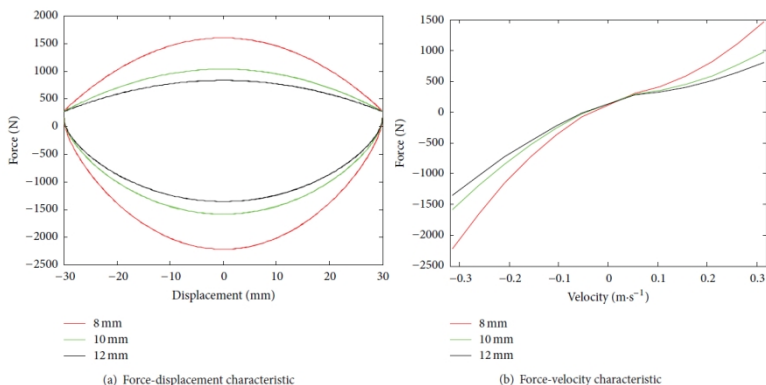 2000
1500
1000
500
0
−500
−1000
−1500
−2000
−2500
Force (N)
−30
−20
−10
0
10
20
30
Displacement (mm)
8 mm
10 mm
12 mm
(a) Force-displacement characteristic
1500
1000
500
0
−500
−1000
−1500
−2000
−2500
Force (N)
−0.3
−0.2
−0.1
0
0.1
0.2
0.3
Velocity (m·s⁻¹)
8 mm
10 mm
12 mm
(b) Force-velocity characteristic